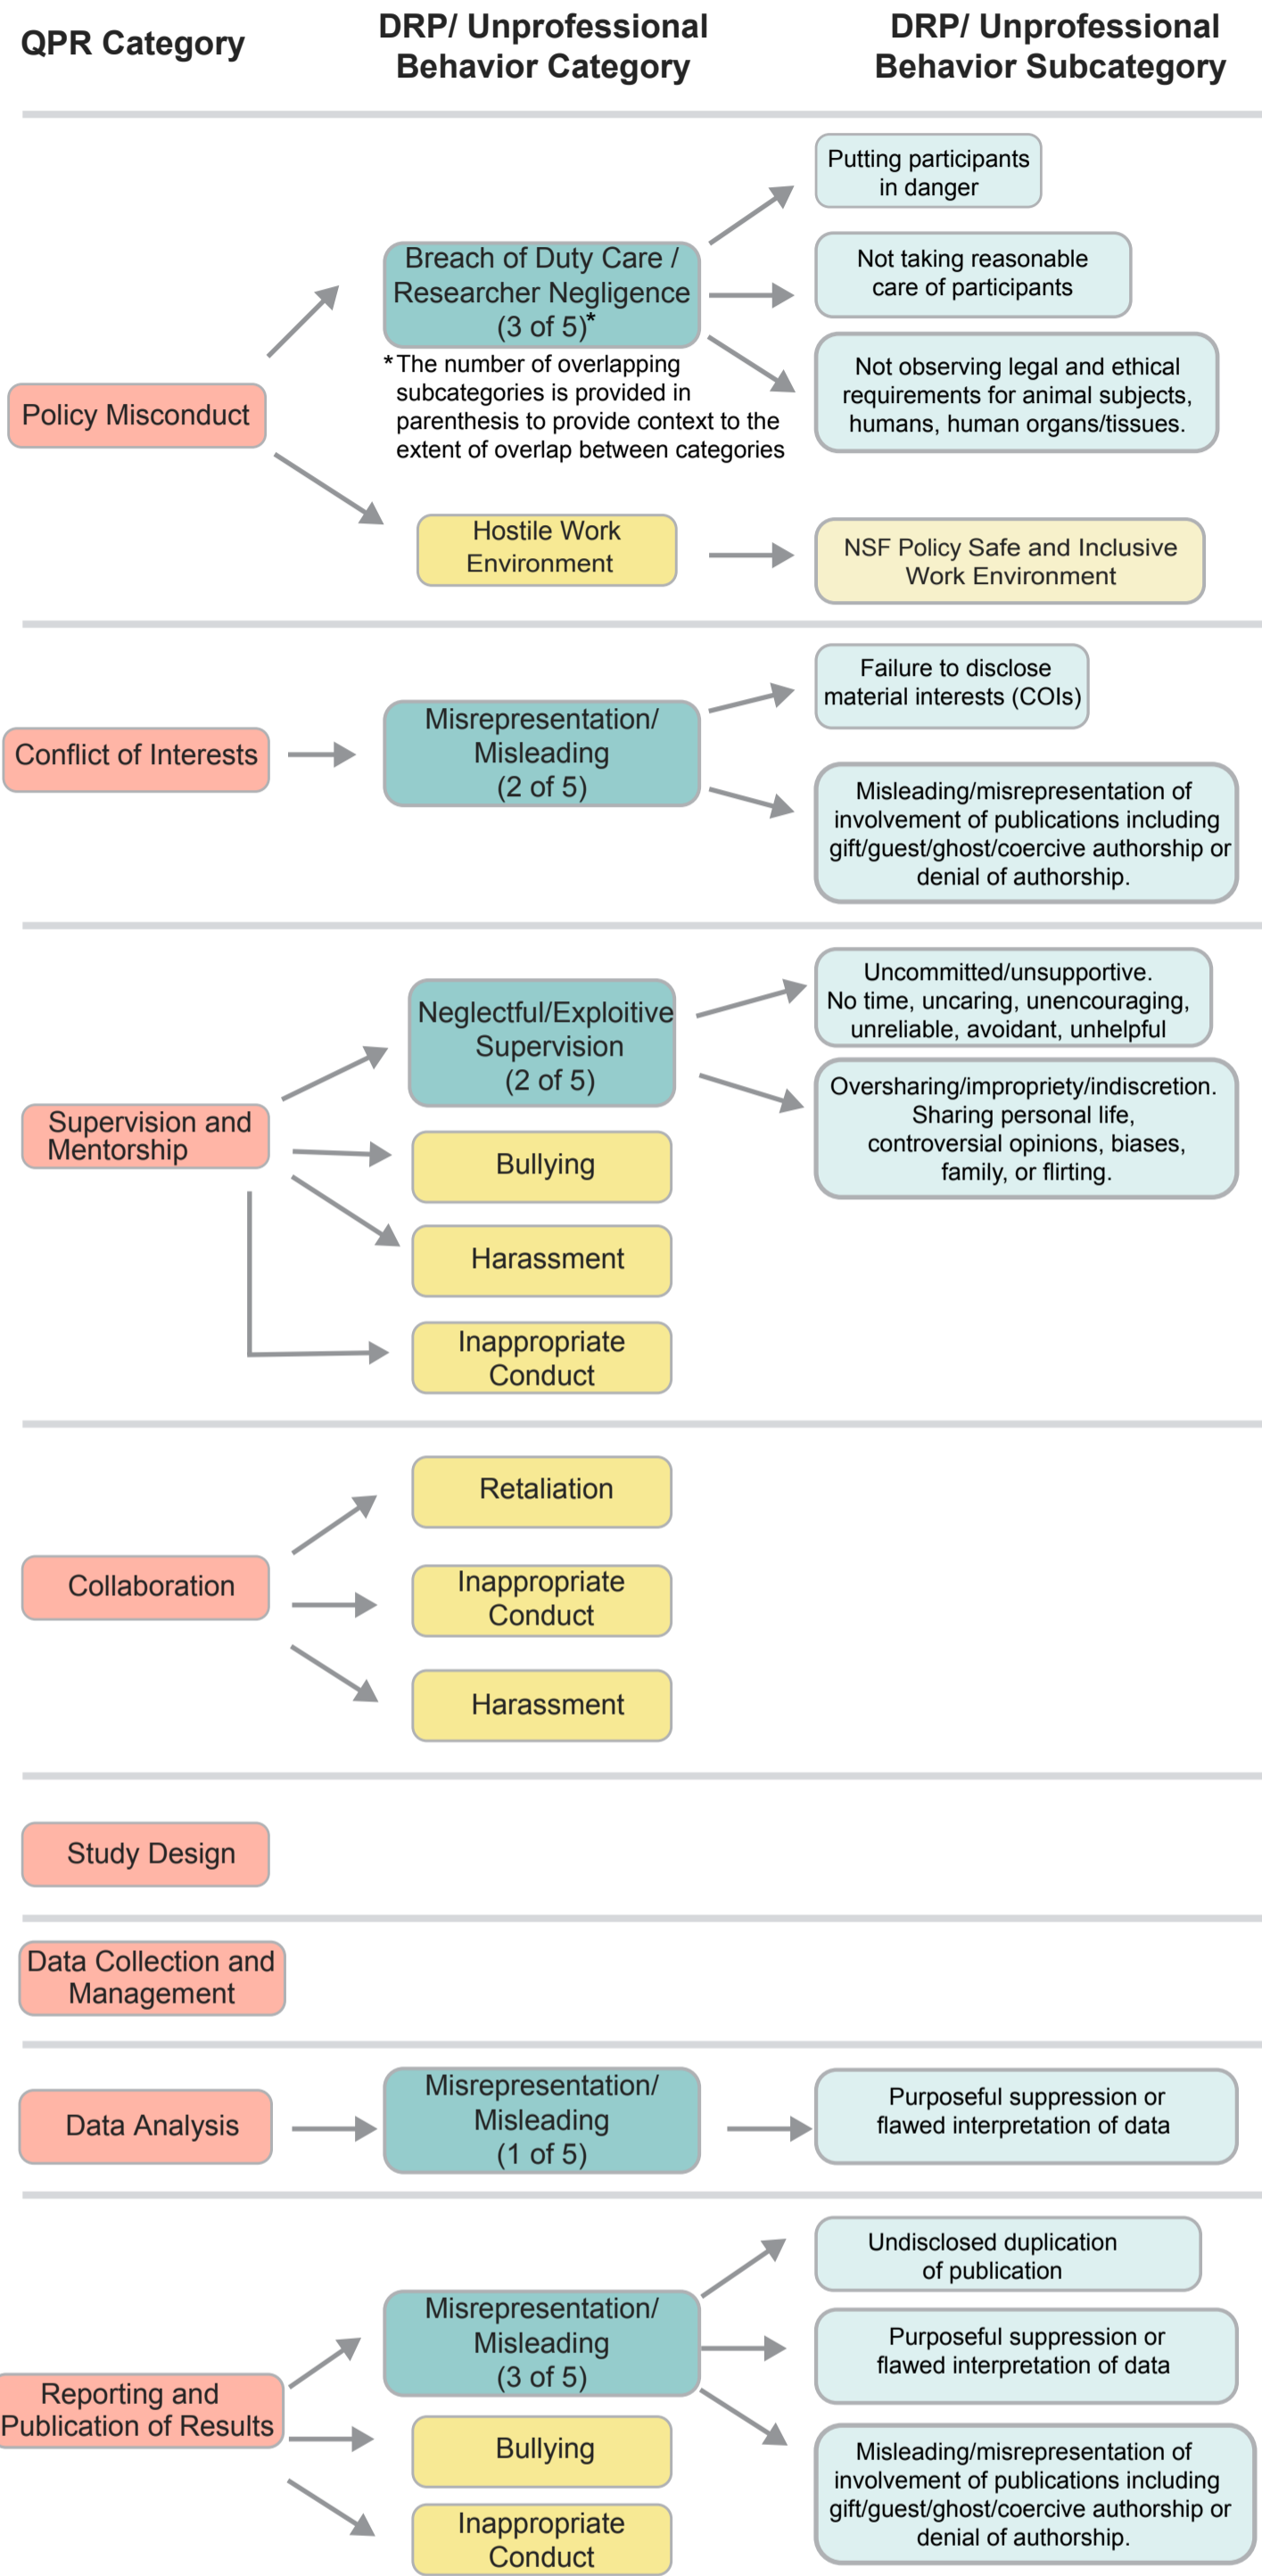 QPR Category
DRP/ Unprofessional
Behavior Category
DRP/ Unprofessional
Behavior Subcategory
Policy Misconduct
Breach of Duty Care /
Researcher Negligence
(3 of 5)*
*The number of overlapping
subcategories is provided in
parenthesis to provide context to the
extent of overlap between categories
Putting participants
in danger
Not taking reasonable
care of participants
Not observing legal and ethical
requirements for animal subjects,
humans, human organs/tissues.
Hostile Work
Environment
NSF Policy Safe and Inclusive
Work Environment
Conflict of Interests
Misrepresentation/
Misleading
(2 of 5)
Failure to disclose
material interests (COIs)
Misleading/misrepresentation of
involvement of publications including
gift/guest/ghost/coercive authorship or
denial of authorship.
Supervision and
Mentorship
Neglectful/Exploitive
Supervision
(2 of 5)
Uncommitted/unsupportive.
No time, uncaring, unencouraging,
unreliable, avoidant, unhelpful
Oversharing/impropriety/indiscretion.
Sharing personal life,
controversial opinions, biases,
family, or flirting.
Bullying
Harassment
Inappropriate
Conduct
Collaboration
Retaliation
Inappropriate
Conduct
Harassment
Study Design
Data Collection and
Management
Data Analysis
Misrepresentation/
Misleading
(1 of 5)
Purposeful suppression or
flawed interpretation of data
Reporting and
Publication of Results
Misrepresentation/
Misleading
(3 of 5)
Undisclosed duplication
of publication
Purposeful suppression or
flawed interpretation of data
Misleading/misrepresentation of
involvement of publications including
gift/guest/ghost/coercive authorship or
denial of authorship.
Bullying
Inappropriate
Conduct